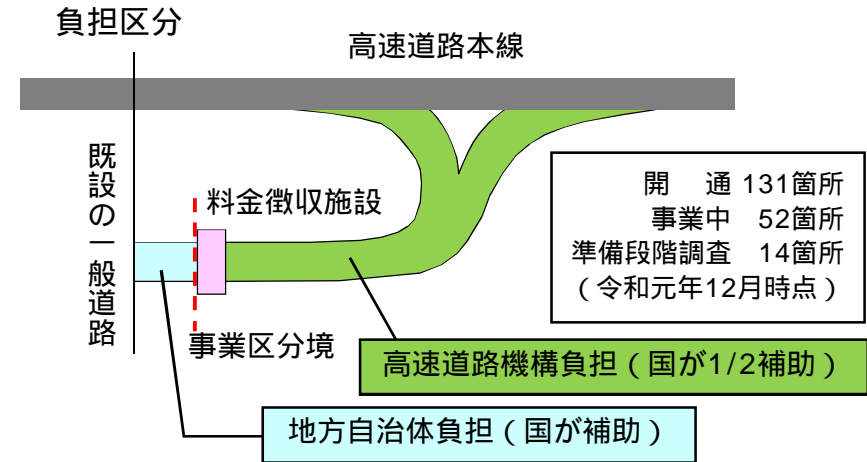 負担区分
高速道路本線
既設の一般道路
料金徴収施設
開　通 131箇所
事業中　52箇所
準備段階調査　14箇所
（令和元年12月時点）
事業区分境
高速道路機構負担（国が1/2補助）
地方自治体負担（国が補助）